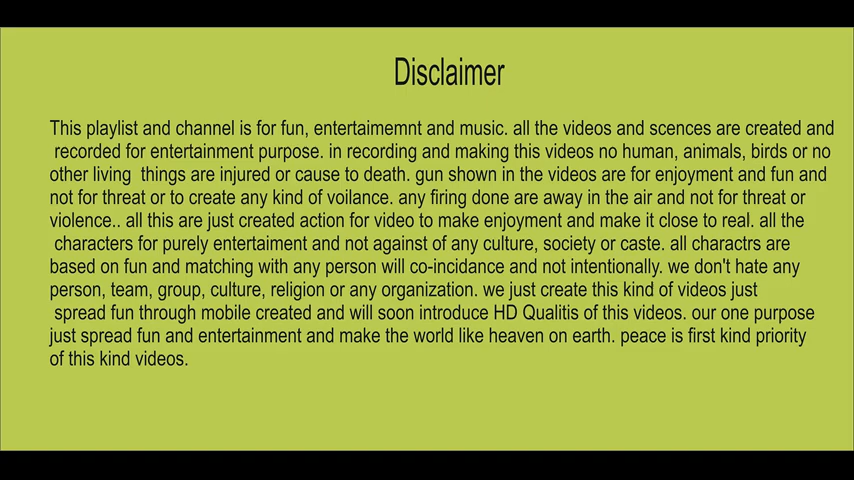 Disclaimer
This playlist and channel is for fun, entertaimemnt and music. all the videos and scences are created and
recorded for entertainment purpose. in recording and making this videos no human, animals, birds or no
other living things are injured or cause to death. gun shown in the videos are for enjoyment and fun and
not for threat or to create any kind of voilance. any firing done are away in the air and not for threat or
violence.. all this are just created action for video to make enjoyment and make it close to real. all the
characters for purely entertaiment and not against of any culture, society or caste. all charactrs are
based on fun and matching with any person will co-incidance and not intentionally. we don't hate any
person, team, group, culture, religion or any organization. we just create this kind of videos just
spread fun through mobile created and will soon introduce HD Qualitis of this videos. our one purpose
just spread fun and entertainment and make the world like heaven on earth. peace is first kind priority
of this kind videos.